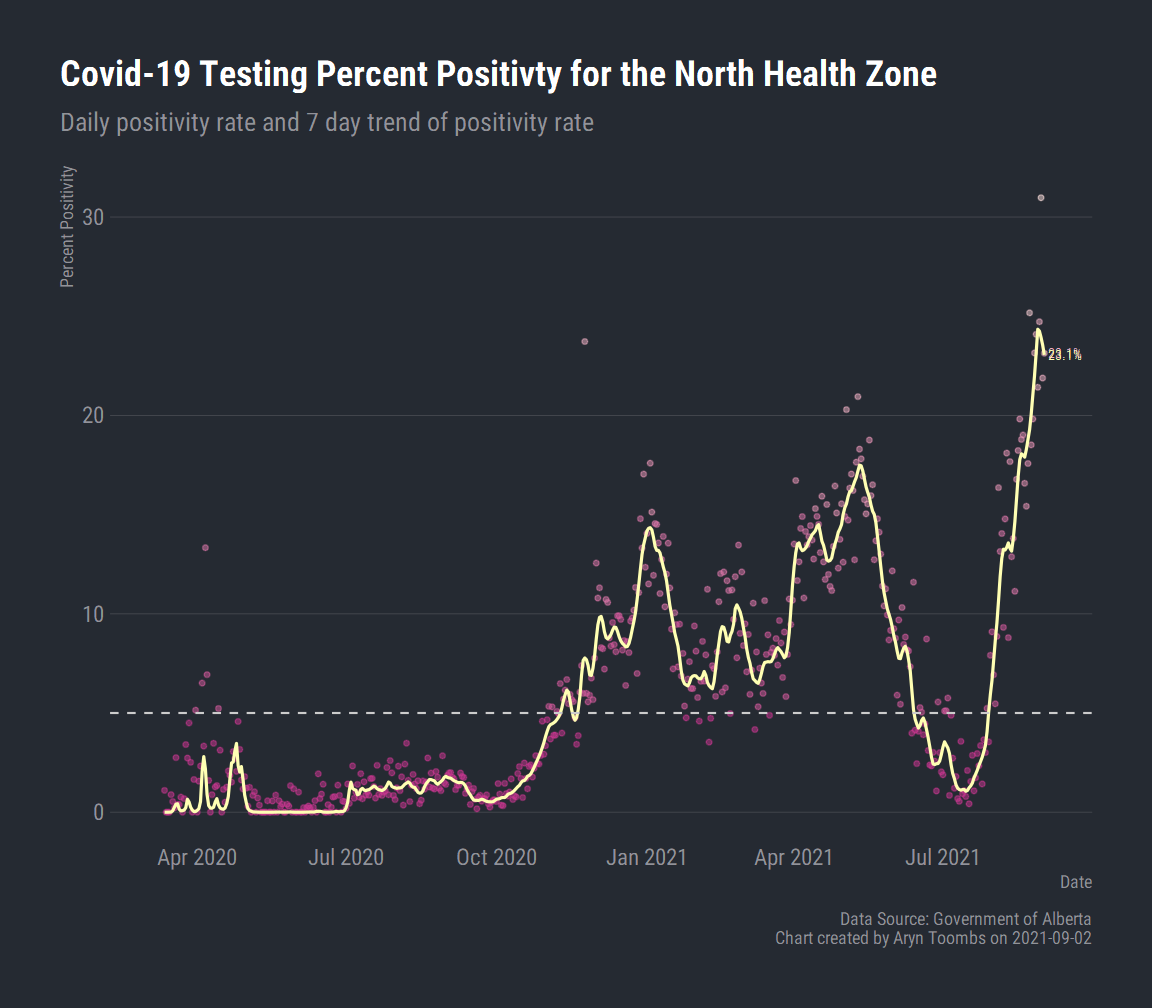 Covid-19 Testing Percent Positivty for the North Health Zone
Daily positivity rate and 7 day trend of positivity rate
Percent Positivity
30
20
10
0
23.1%
Apr 2020
Jul 2020
Oct 2020
Jan 2021
Apr 2021
Jul 2021
Date
Data Source: Government of Alberta
Chart created by Aryn Toombs on 2021-09-02